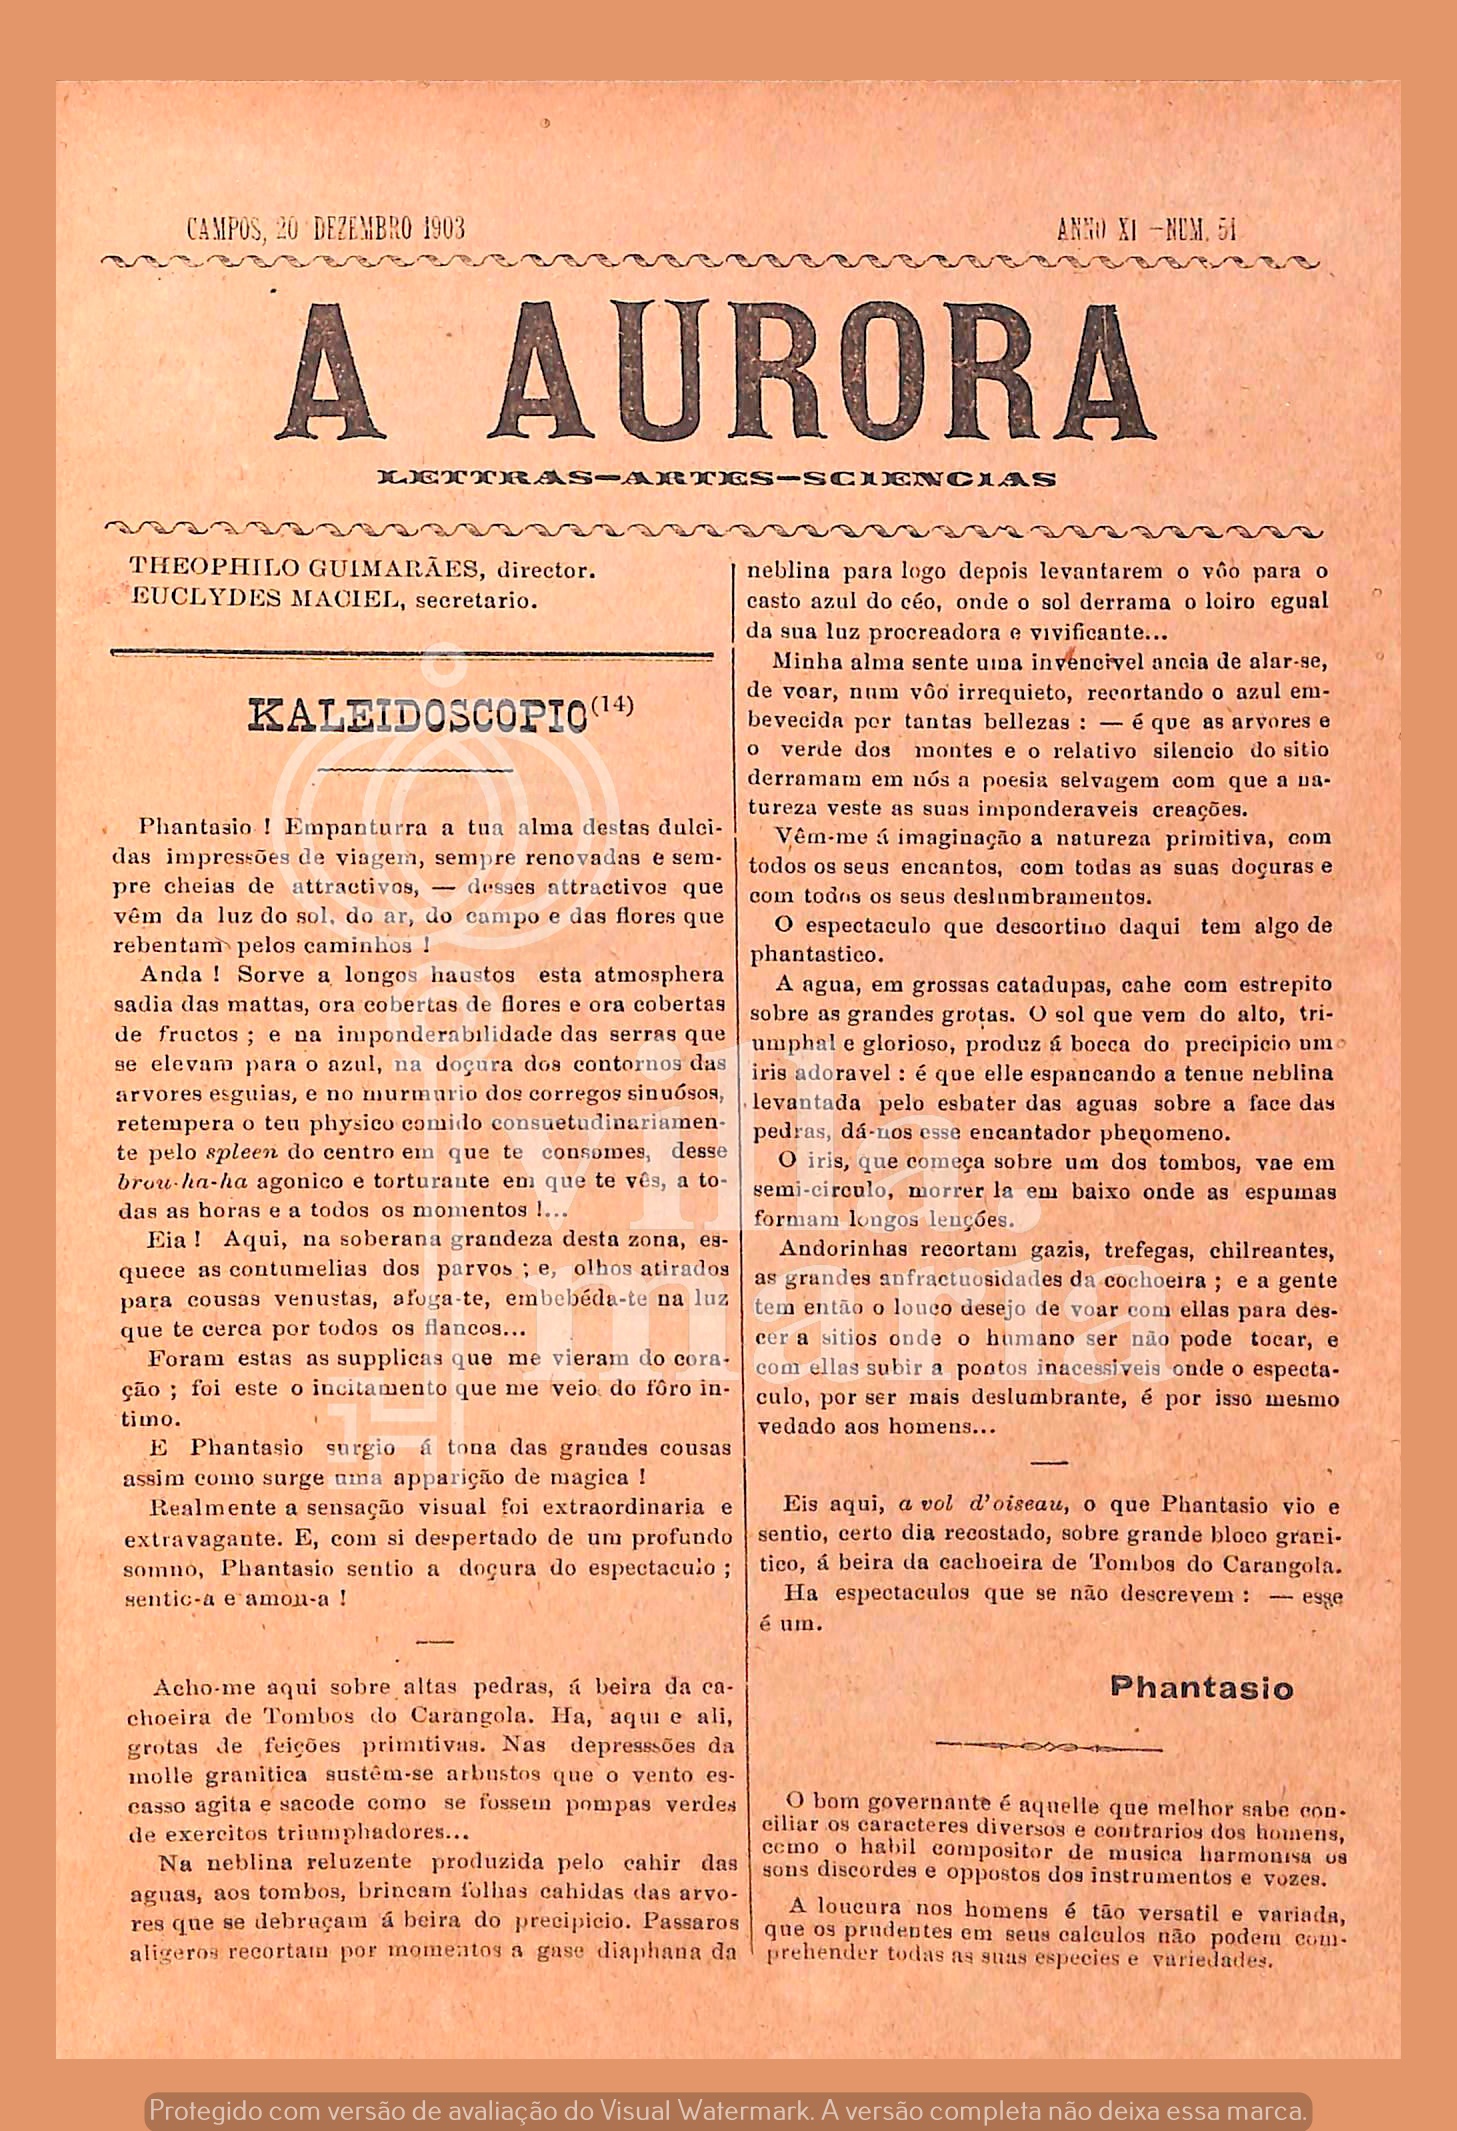 CAMPOS, 20 DEZEMBRO 1903
ANNO XI — NUM. 51
A AURORA
LETTRAS—ARTES—SCIENCIAS
THEOPHILO GUIMARÃES, director.
EUCLYDES MACIEL, secretario.
KALEIDOSCOPIO (14)
Phantasio ! Empanturra a tua alma destas dulci-
das impressões de viagem, sempre renovadas e sem-
pre cheias de attractivos, — desses attractivos que
vêm da luz do sol, do ar, do campo e das flores que
rebentam pelos caminhos !
Anda ! Sorve a longos haustos esta atmosphera
sadia das mattas, ora cobertas de flores e ora cobertas
de fructos ; e na imponderabilidade das serras que
se elevam para o azul, na doçura dos contornos das
arvores esguias, e no murmurio dos corregos sinuósos,
retempera o teu physico comido consuetudinariamen-
te pelo spleen do centro em que te consomes, desse
brou-ha-ha agonico e torturante em que te vês, a to-
das as horas e a todos os momentos !...
Eia ! Aqui, na soberana grandeza desta zona, es-
quece as contumelias dos parvos ; e, olhos atirados
para cousas venustas, afoga-te, embebéda-te na luz
que te cerca por todos os flancos...
Foram estas as supplicas que me vieram do cora-
ção ; foi este o incitamento que me veio do fôro in-
timo.
E Phantasio surgio á tona das grandes cousas
assim como surge uma apparição de magica !
Realmente a sensação visual foi extraordinaria e
extravagante. E, com si despertado de um profundo
somno, Phantasio sentio a doçura do espectaculo ;
sentio-a e amou-a !
Acho-me aqui sobre altas pedras, á beira da ca-
choeira de Tombos do Carangola. Ha, aqui e ali,
grotas de feições primitivas. Nas depresssões da
molle granitica sustêm-se arbustos que o vento es-
casso agita e sacode como se fossem pompas verdes
de exercitos triumphadores...
Na neblina reluzente produzida pelo cahir das
aguas, aos tombos, brincam folhas cahidas das arvo-
res que se debruçam á beira do precipicio. Passaros
aligeros recortam por momentos a gase diaphana da
neblina para logo depois levantarem o vôo para o
casto azul do céo, onde o sol derrama o loiro egual
da sua luz procreadora e vivificante...
Minha alma sente uma invencivel ancia de alar-se,
de voar, num vôo irrequieto, recortando o azul em-
bevecida por tantas bellezas : — é que as arvores e
o verde dos montes e o relativo silencio do sitio
derramam em nós a poesia selvagem com que a na-
tureza veste as suas imponderaveis creações.
Vêm-me á imaginação a natureza primitiva, com
todos os seus encantos, com todas as suas doçuras e
com todos os seus deslumbramentos.
O espectaculo que descortino daqui tem algo de
phantastico.
A agua, em grossas catadupas, cahe com estrepito
sobre as grandes grotas. O sol que vem do alto, tri-
umphal e glorioso, produz á bocca do precipicio um
iris adoravel : é que elle espancando a tenue neblina
levantada pelo esbater das aguas sobre a face das
pedras, dá-nos esse encantador phenomeno.
O iris, que começa sobre um dos tombos, vae em
semi-circulo, morrer la em baixo onde as espumas
formam longos lenções.
Andorinhas recortam gazis, trefegas, chilreantes,
as grandes anfractuosidades da cochoeira ; e a gente
tem então o louco desejo de voar com ellas para des-
cer a sitios onde o humano ser não pode tocar, e
com ellas subir a pontos inacessiveis onde o especta-
culo, por ser mais deslumbrante, é por isso mesmo
vedado aos homens...
Eis aqui, a vol d'oiseau, o que Phantasio vio e
sentio, certo dia recostado, sobre grande bloco grani-
tico, á beira da cachoeira de Tombos do Carangola.
Ha espectaculos que se não descrevem : — esse
é um.
Phantasio
O bom governante é aquelle que melhor sabe con-
ciliar os caracteres diversos e contrarios dos homens,
como o habil compositor de musica harmonisa os
sons discordes e oppostos dos instrumentos e vozes.
A loucura nos homens é tão versatil e variada,
que os prudentes em seus calculos não podem com-
prehender todas as suas especies e variedades.
villa
maria
Protegido com versão de avaliação do Visual Watermark. A versão completa não deixa essa marca.